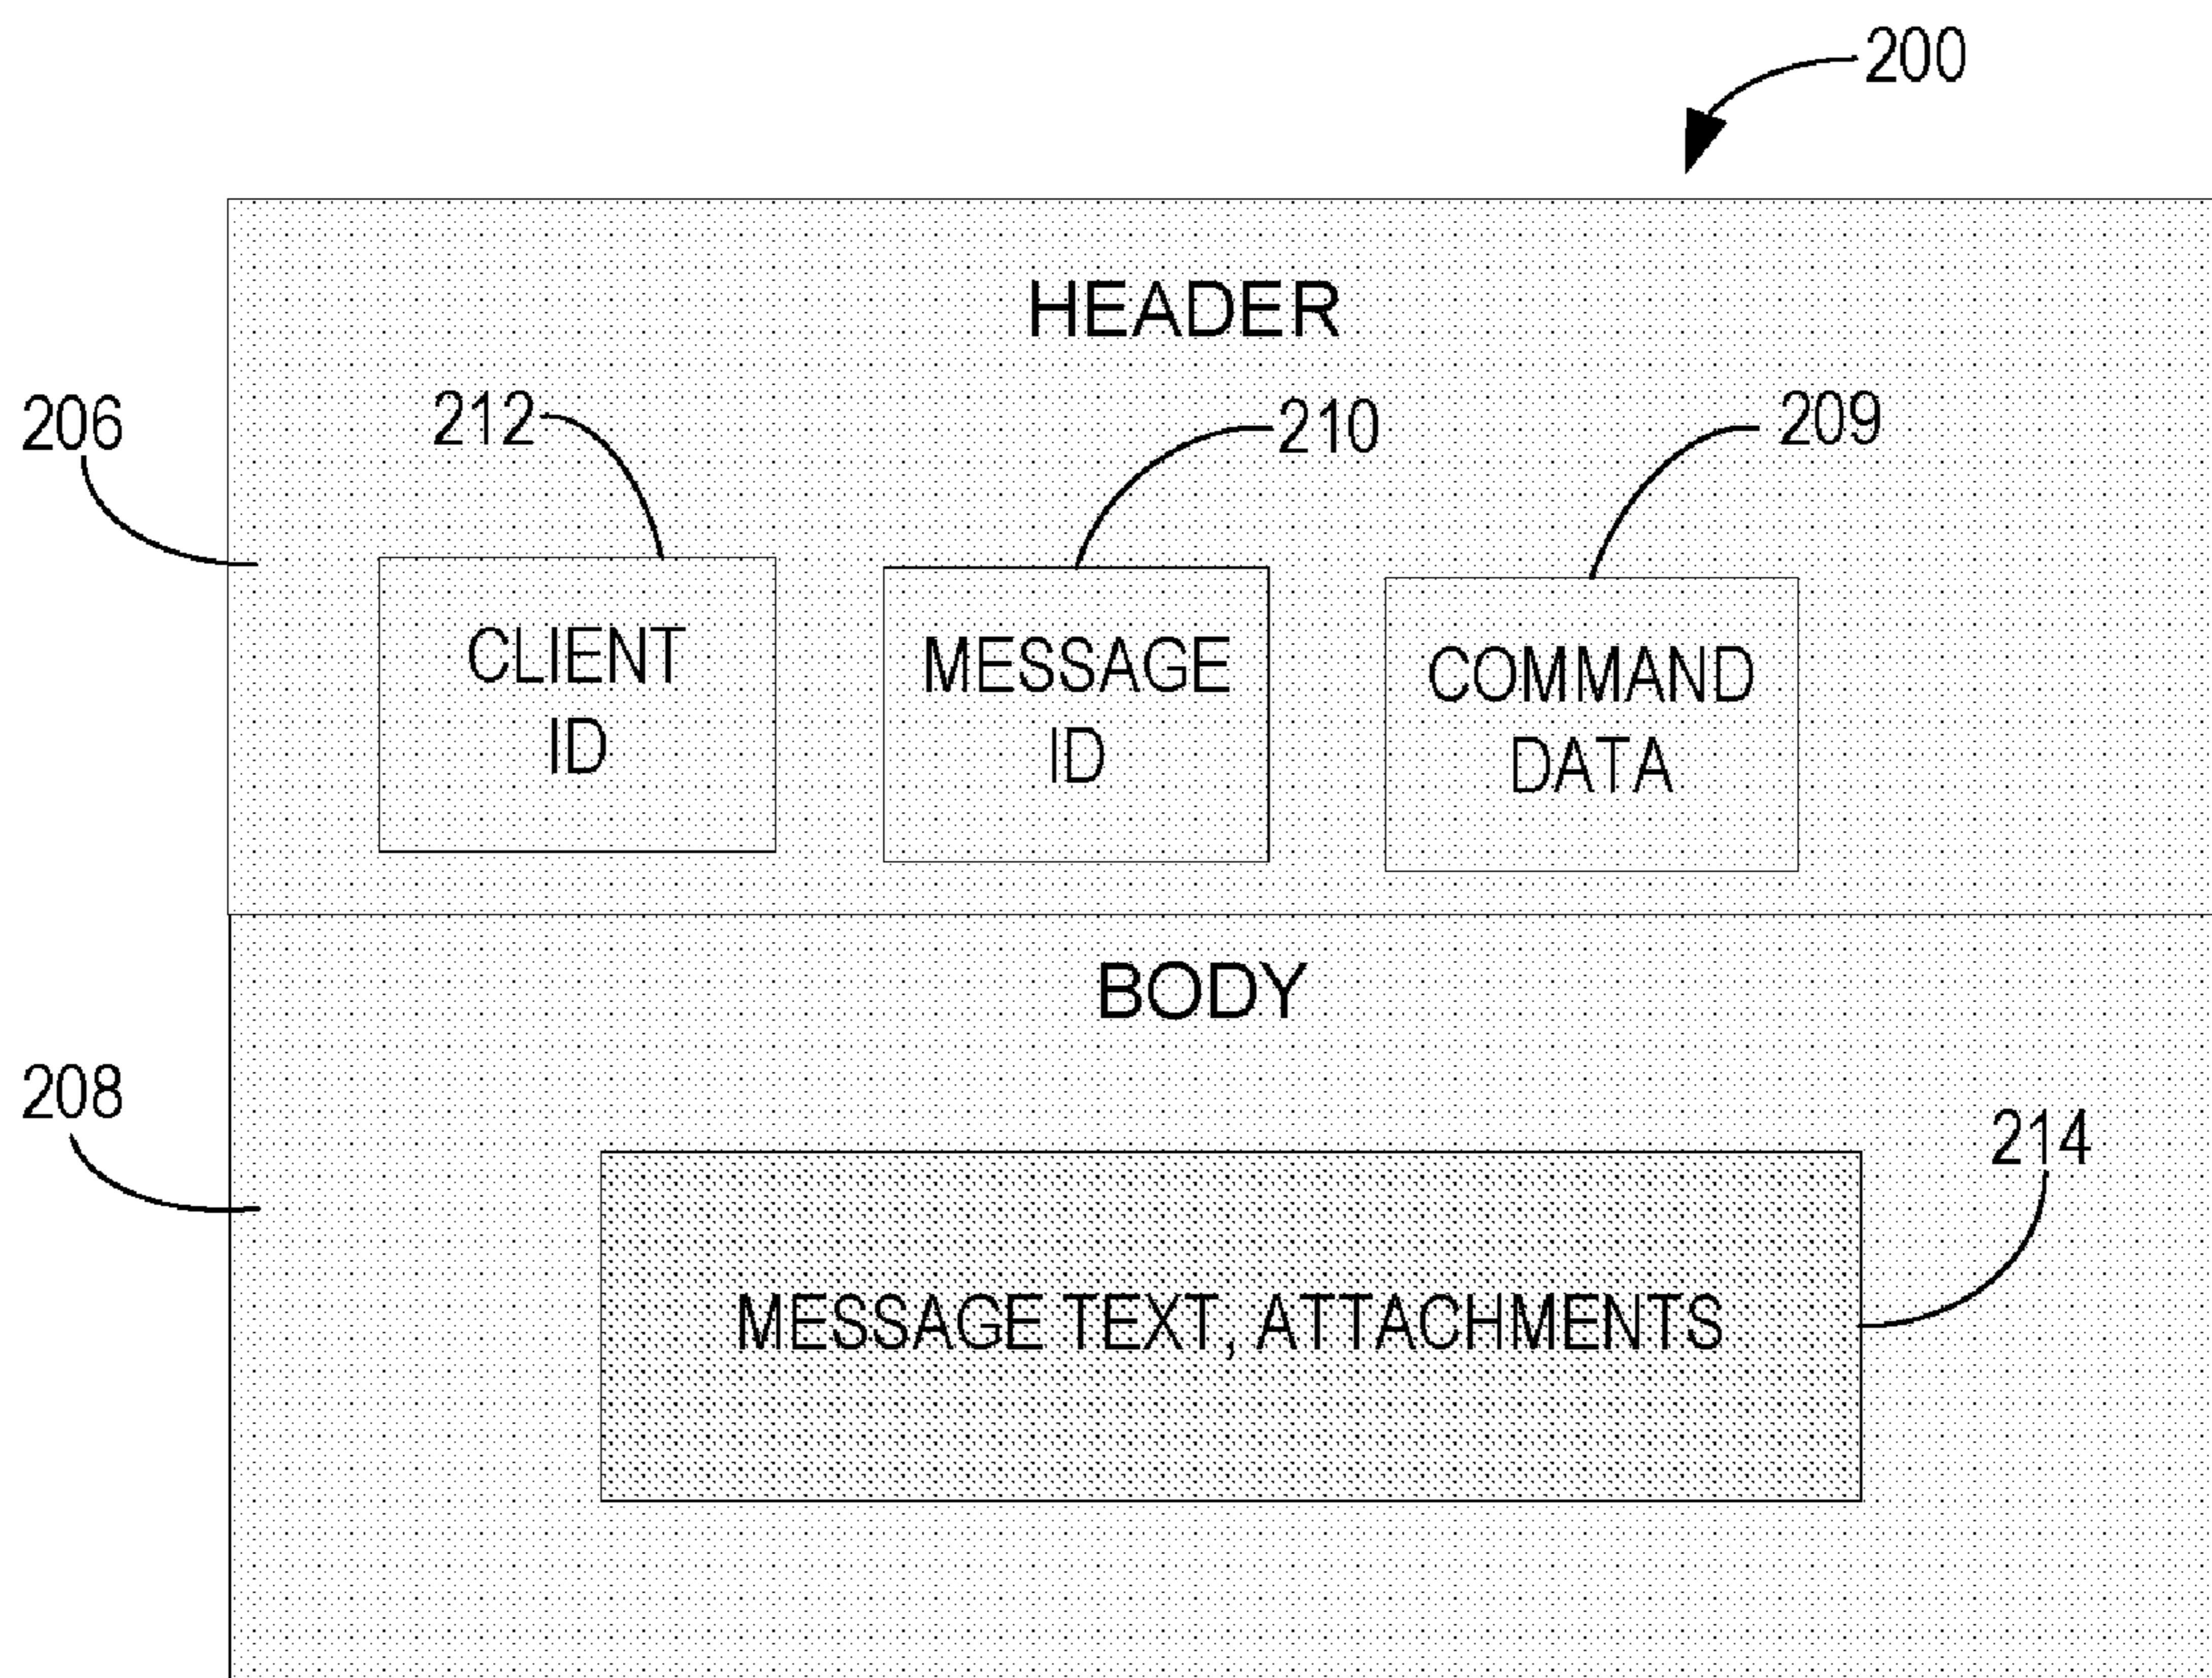 200
HEADER
206
212
210
209
CLIENT
ID
MESSAGE
ID
COMMAND
DATA
BODY
208
214
MESSAGE TEXT, ATTACHMENTS